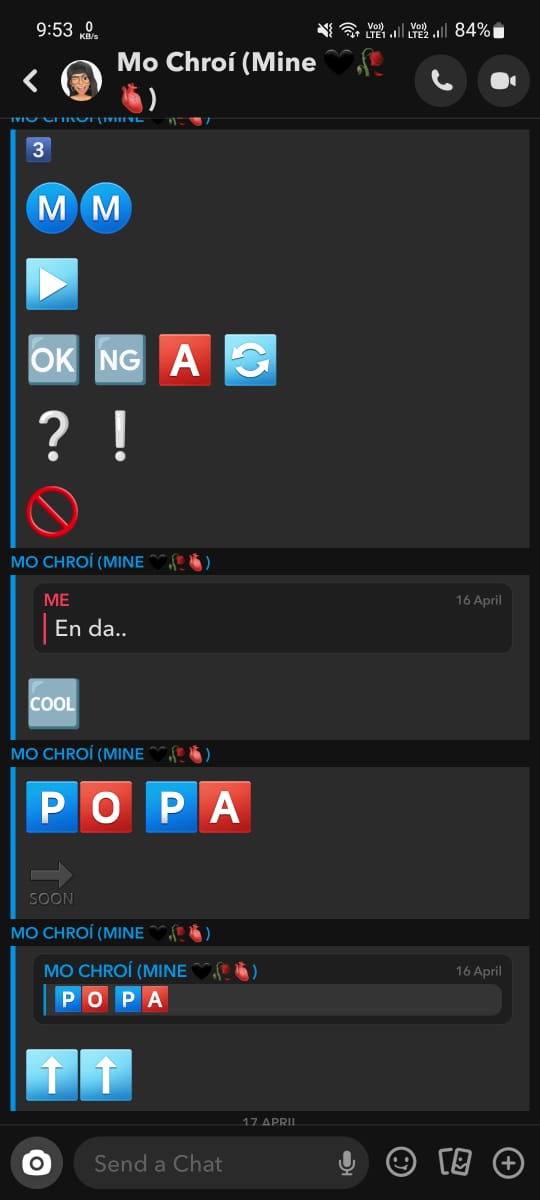 9:53 0 KB/s Vo) LTE1 Vo) LTE2 84%
Mo Chroí (Mine 🖤🥀
🫀)
MO CHROÍ (MINE 🖤🥀🫀)
3️⃣
Ⓜ️Ⓜ️
▶️
🆗 🆖 🅰️ 🔄
❔ ❕
🚫
MO CHROÍ (MINE 🖤🥀🫀)
ME 16 April
En da..
🆒
MO CHROÍ (MINE 🖤🥀🫀)
🅿️🅾️ 🅿️🅰️
🔜
MO CHROÍ (MINE 🖤🥀🫀)
MO CHROÍ (MINE 🖤🥀🫀) 16 April
🅿️🅾️ 🅿️🅰️
⬆️⬆️
17 APRIL
Send a Chat